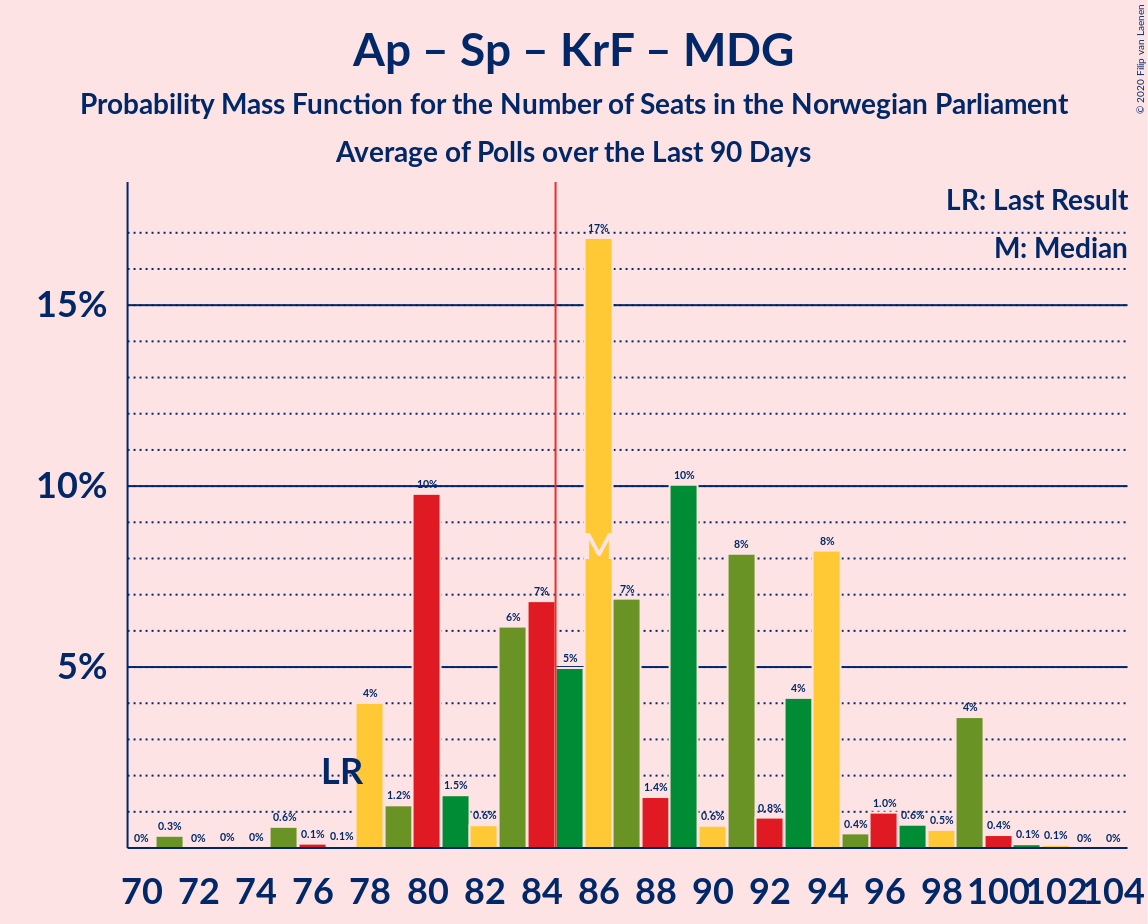 Ap – Sp – KrF – MDG
Probability Mass Function for the Number of Seats in the Norwegian Parliament
Average of Polls over the Last 90 Days
© 2020 Filip van Laenen
LR: Last Result
M: Median
15%
10%
5%
0% 0.3% 0% 0% 0% 0.6% 0.1% 0.1% 4% 1.2% 10% 1.5% 0.6% 6% 7% 5% 17% 7% 1.4% 10% 0.6% 8% 0.8% 4% 8% 0.4% 1.0% 0.6% 0.5% 4% 0.4% 0.1% 0.1% 0% 0%
M
LR
70 72 74 76 78 80 82 84 86 88 90 92 94 96 98 100 102 104